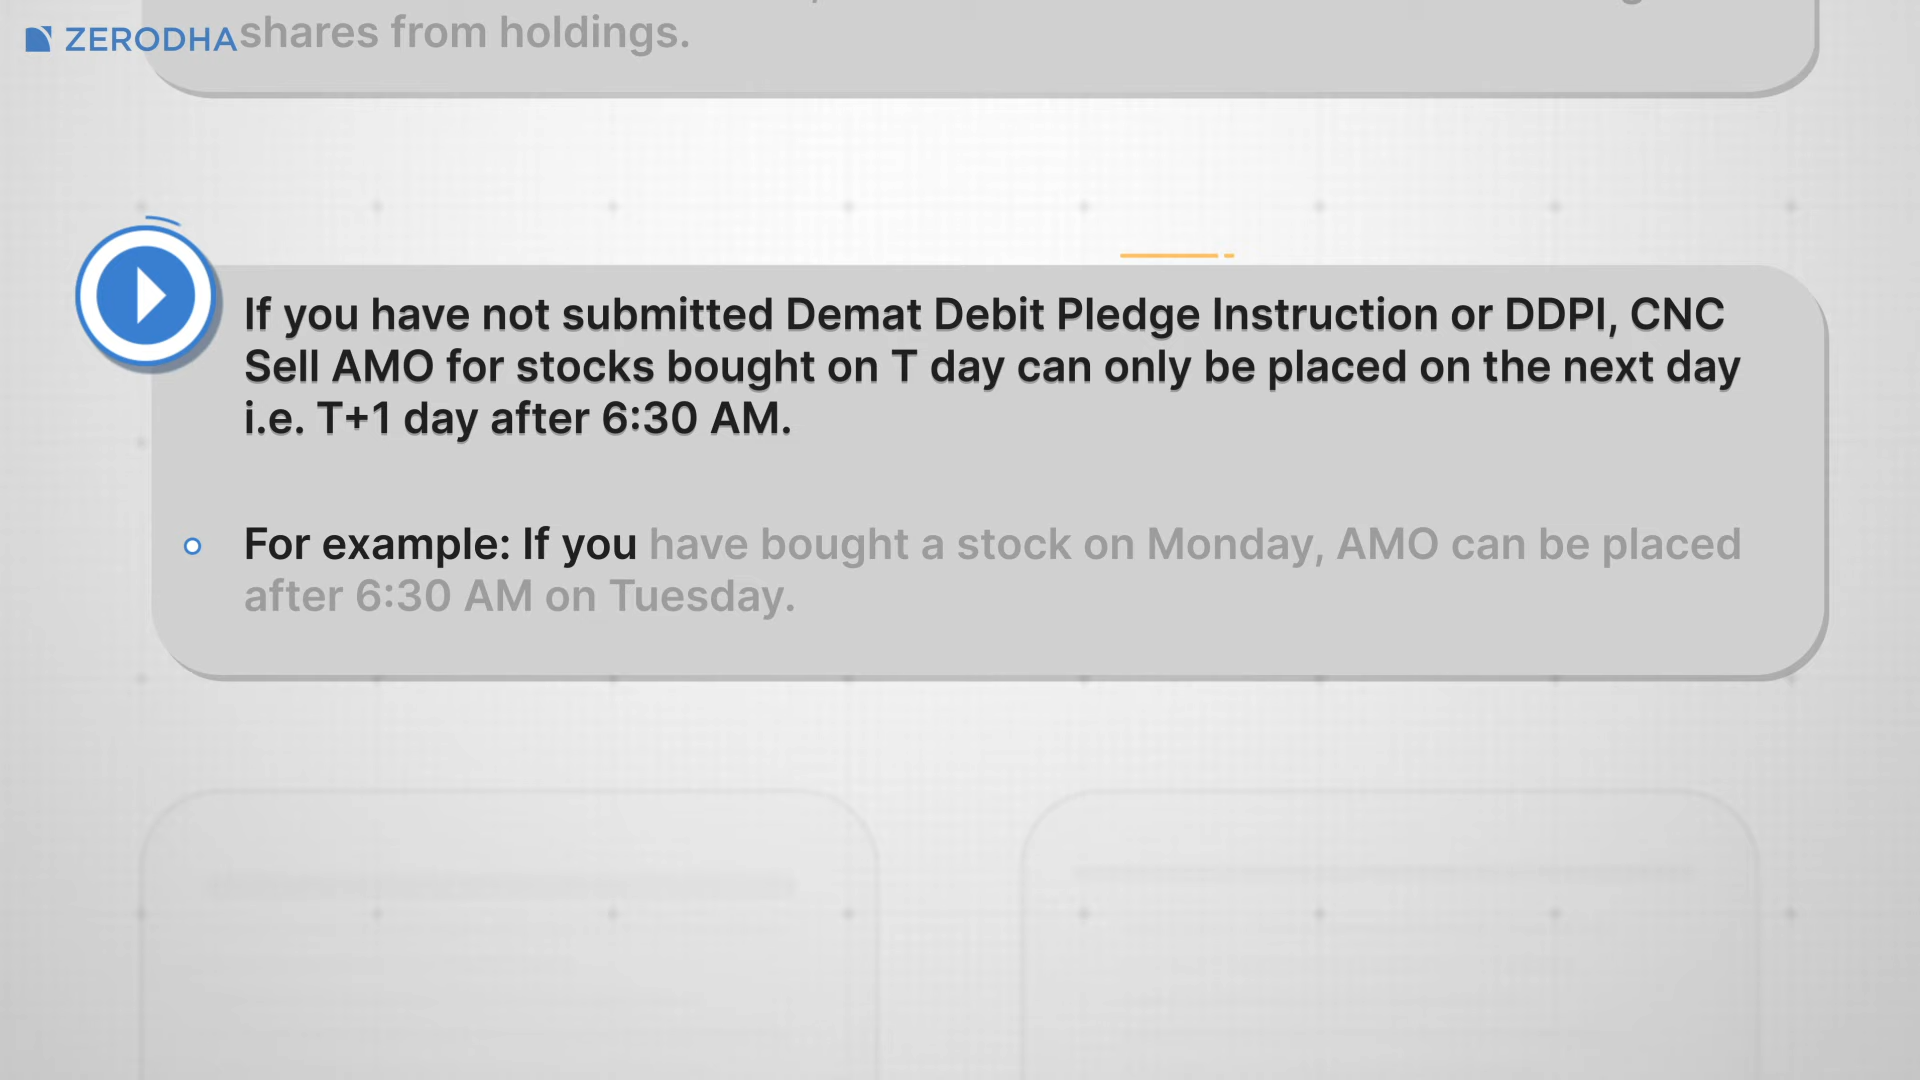 ZERODHA
shares from holdings.
If you have not submitted Demat Debit Pledge Instruction or DDPI, CNC
Sell AMO for stocks bought on T day can only be placed on the next day
i.e. T+1 day after 6:30 AM.
For example: If you have bought a stock on Monday, AMO can be placed
after 6:30 AM on Tuesday.